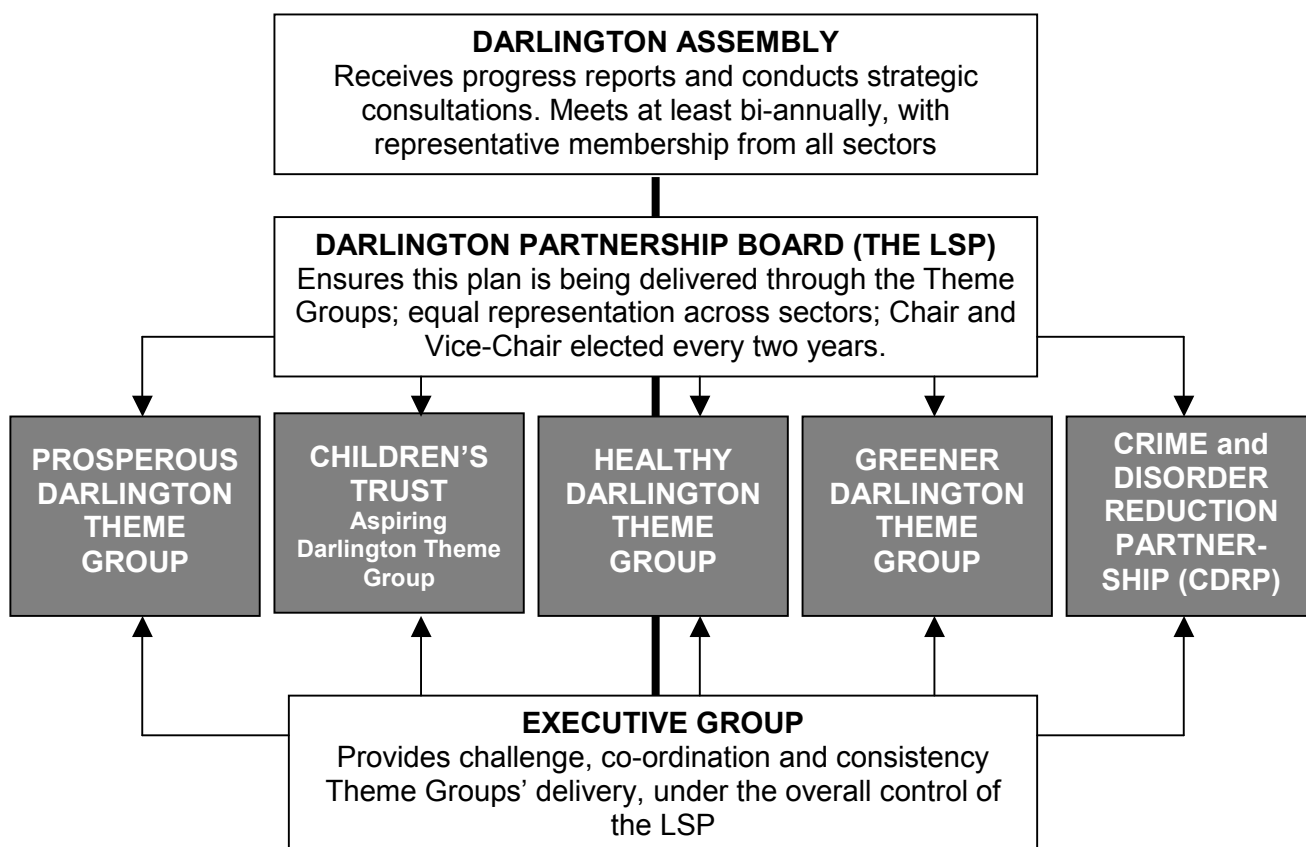 DARLINGTON ASSEMBLY
Receives progress reports and conducts strategic
consultations. Meets at least bi-annually, with
representative membership from all sectors
DARLINGTON PARTNERSHIP BOARD (THE LSP)
Ensures this plan is being delivered through the Theme
Groups; equal representation across sectors; Chair and
Vice-Chair elected every two years.
PROSPEROUS
DARLINGTON
THEME
GROUP
CHILDREN’S
TRUST
Aspiring
Darlington Theme
Group
HEALTHY
DARLINGTON
THEME
GROUP
GREENER
DARLINGTON
THEME
GROUP
CRIME and
DISORDER
REDUCTION
PARTNER-
SHIP (CDRP)
EXECUTIVE GROUP
Provides challenge, co-ordination and consistency
Theme Groups’ delivery, under the overall control of
the LSP